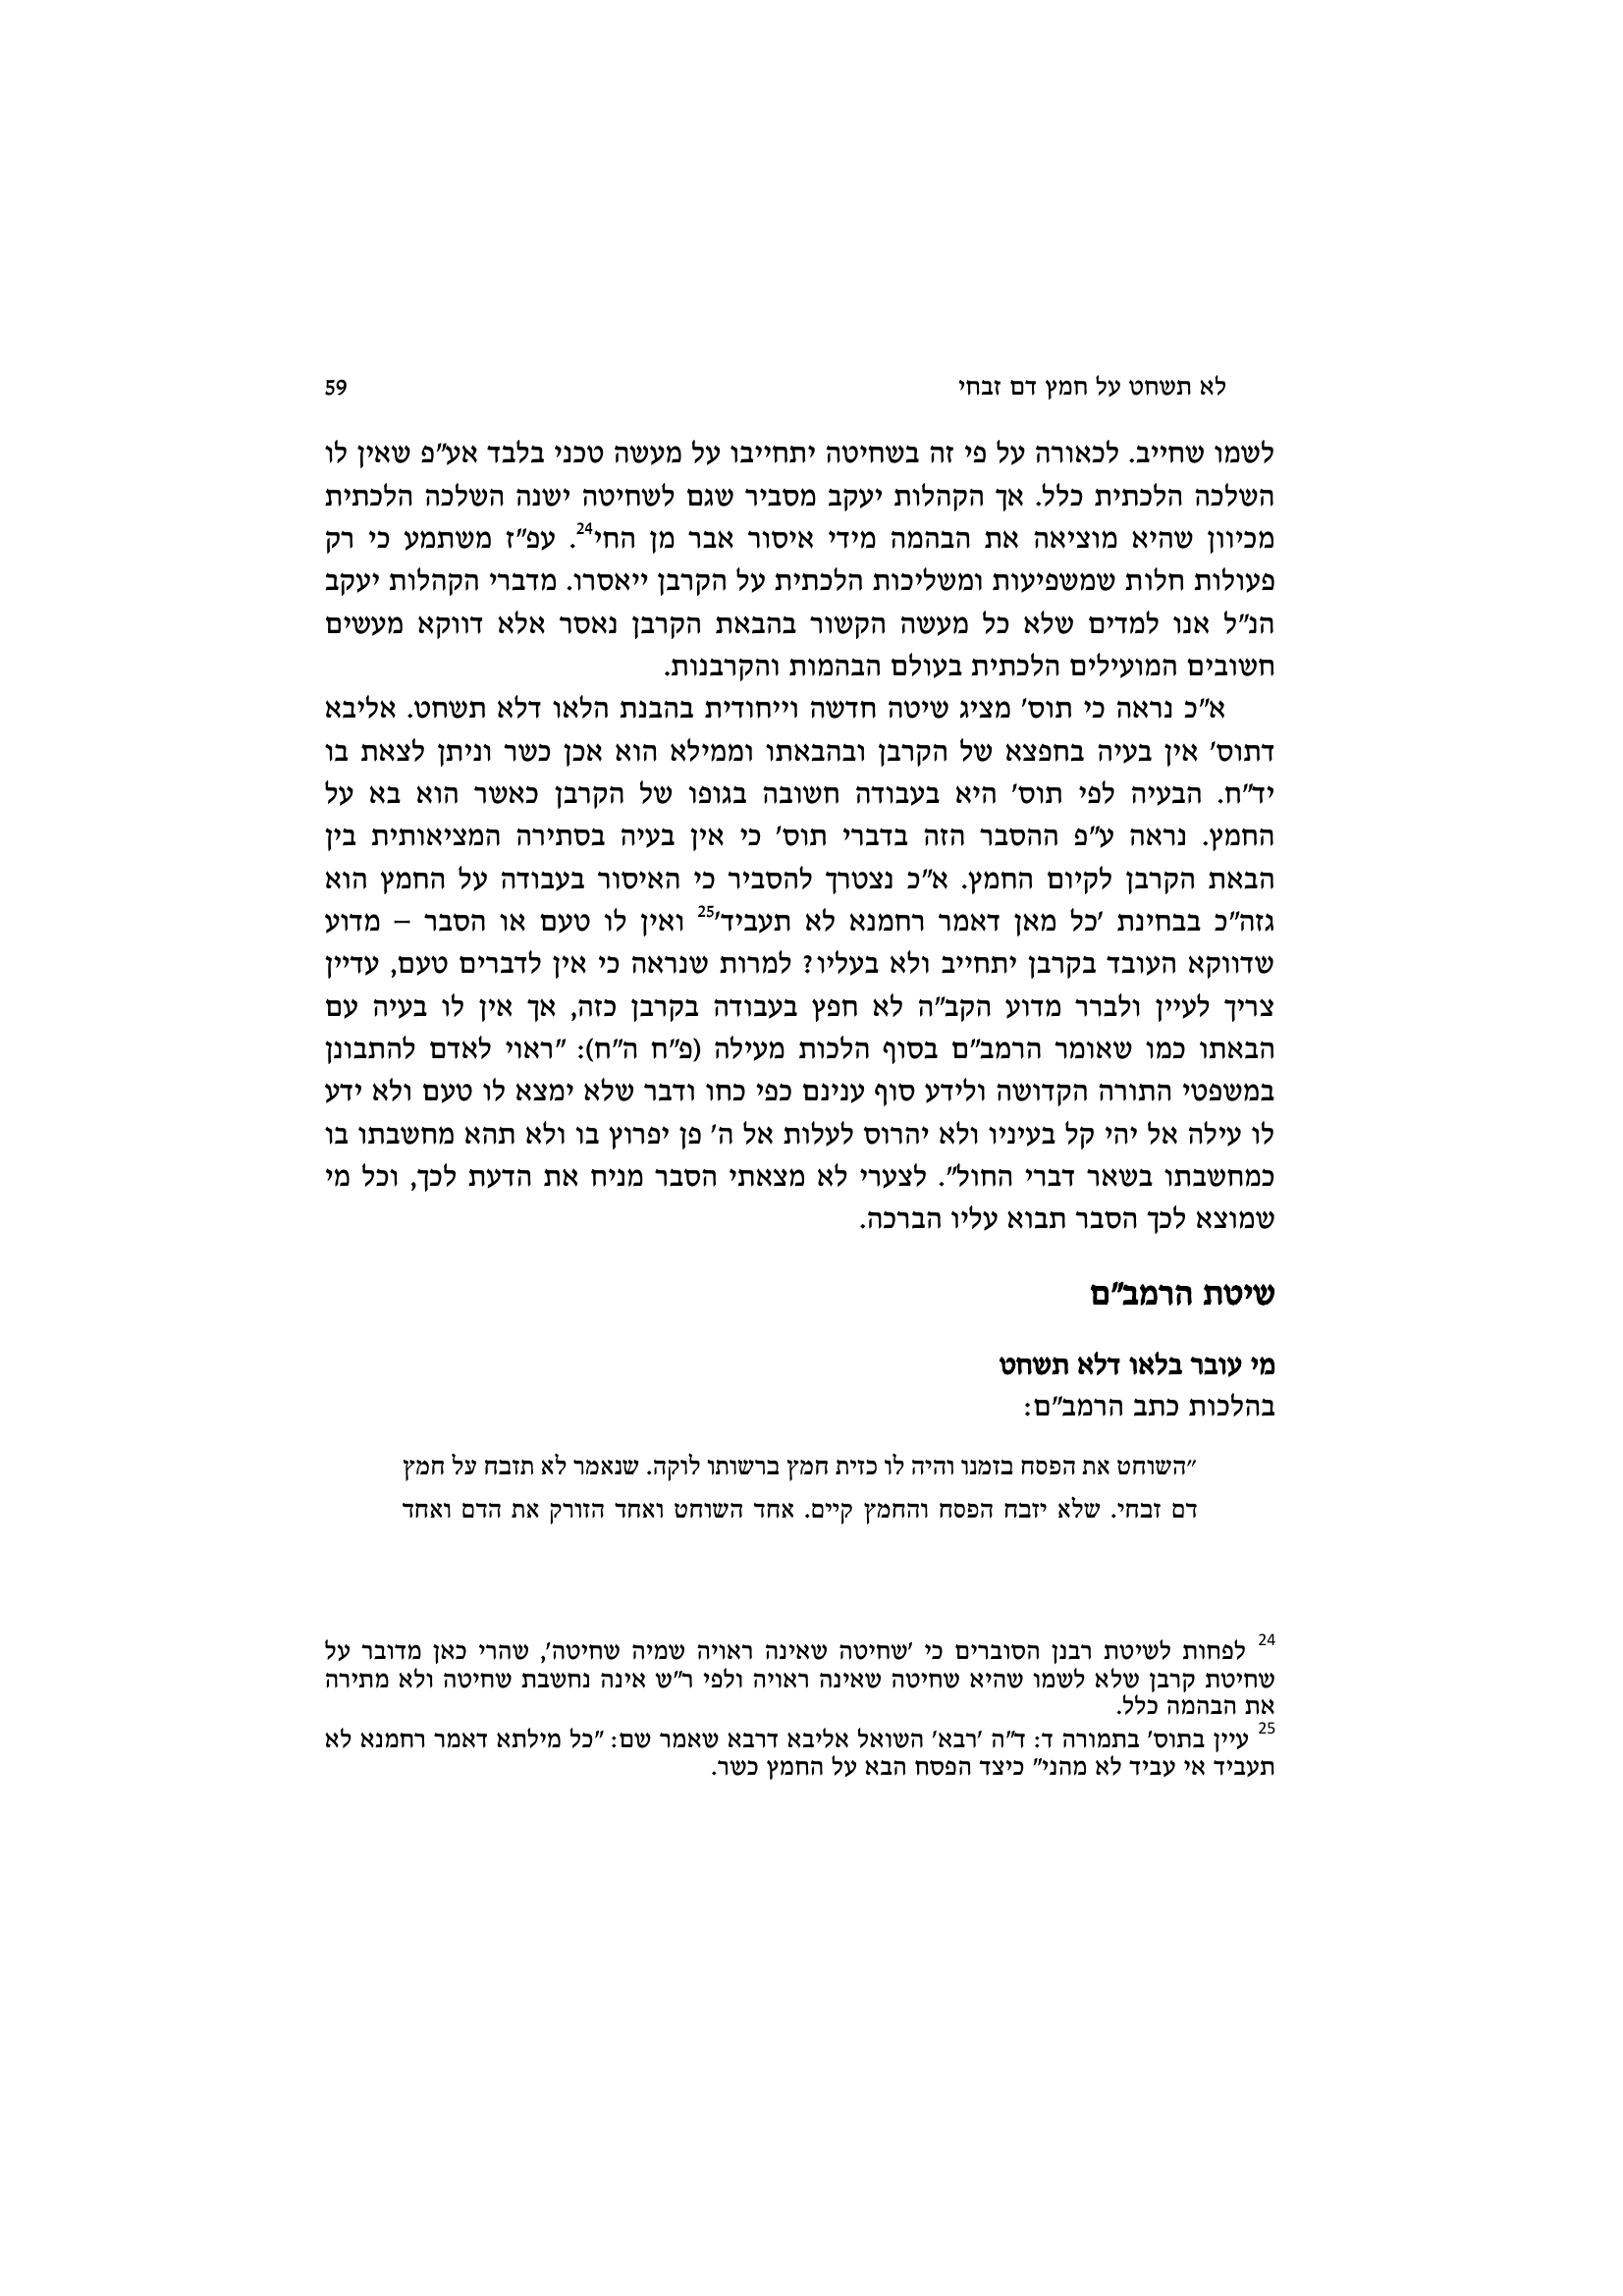 לא תשחט על חמץ דם זבחי 59
לשמו שחייב. לכאורה על פי זה בשחיטה יתחייבו על מעשה טכני בלבד אע"פ שאין לו
השלכה הלכתית כלל. אך הקהלות יעקב מסביר שגם לשחיטה ישנה השלכה הלכתית
מכיוון שהיא מוציאה את הבהמה מידי איסור אבר מן החי24. עפ"ז משתמע כי רק
פעולות חלות שמשפיעות ומשליכות הלכתית על הקרבן ייאסרו. מדברי הקהלות יעקב
הנ"ל אנו למדים שלא כל מעשה הקשור בהבאת הקרבן נאסר אלא דווקא מעשים
חשובים המועילים הלכתית בעולם הבהמות והקרבנות.
א"כ נראה כי תוס' מציג שיטה חדשה וייחודית בהבנת הלאו דלא תשחט. אליבא
דתוס' אין בעיה בחפצא של הקרבן ובהבאתו וממילא הוא אכן כשר וניתן לצאת בו
יד"ח. הבעיה לפי תוס' היא בעבודה חשובה בגופו של הקרבן כאשר הוא בא על
החמץ. נראה ע"פ ההסבר הזה בדברי תוס' כי אין בעיה בסתירה המציאותית בין
הבאת הקרבן לקיום החמץ. א"כ נצטרך להסביר כי האיסור בעבודה על החמץ הוא
גזה"כ בבחינת 'כל מאן דאמר רחמנא לא תעביד'25 ואין לו טעם או הסבר – מדוע
שדווקא העובד בקרבן יתחייב ולא בעליו? למרות שנראה כי אין לדברים טעם, עדיין
צריך לעיין ולברר מדוע הקב"ה לא חפץ בעבודה בקרבן כזה, אך אין לו בעיה עם
הבאתו כמו שאומר הרמב"ם בסוף הלכות מעילה (פ"ח ה"ח): "ראוי לאדם להתבונן
במשפטי התורה הקדושה ולידע סוף ענינם כפי כחו ודבר שלא ימצא לו טעם ולא ידע
לו עילה אל יהי קל בעיניו ולא יהרוס לעלות אל ה' פן יפרוץ בו ולא תהא מחשבתו בו
כמחשבתו בשאר דברי החול". לצערי לא מצאתי הסבר מניח את הדעת לכך, וכל מי
שמוצא לכך הסבר תבוא עליו הברכה.
שיטת הרמב"ם
מי עובר בלאו דלא תשחט
בהלכות כתב הרמב"ם:
"השוחט את הפסח בזמנו והיה לו כזית חמץ ברשותו לוקה. שנאמר לא תזבח על חמץ
דם זבחי. שלא יזבח הפסח והחמץ קיים. אחד השוחט ואחד הזורק את הדם ואחד
24 לפחות לשיטת רבנן הסוברים כי 'שחיטה שאינה ראויה שמיה שחיטה', שהרי כאן מדובר על
שחיטת קרבן שלא לשמו שהיא שחיטה שאינה ראויה ולפי ר"ש אינה נחשבת שחיטה ולא מתירה
את הבהמה כלל.
25 עיין בתוס' בתמורה ד: ד"ה 'רבא' השואל אליבא דרבא שאמר שם: "כל מילתא דאמר רחמנא לא
תעביד אי עביד לא מהני" כיצד הפסח הבא על החמץ כשר.